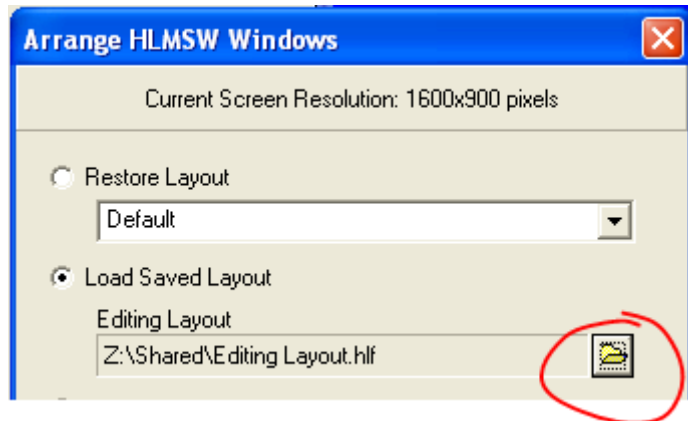 Arrange HLMSW Windows
Current Screen Resolution: 1600x900 pixels
Restore Layout
Default
Load Saved Layout
Editing Layout
Z:\Shared\Editing Layout.hlf